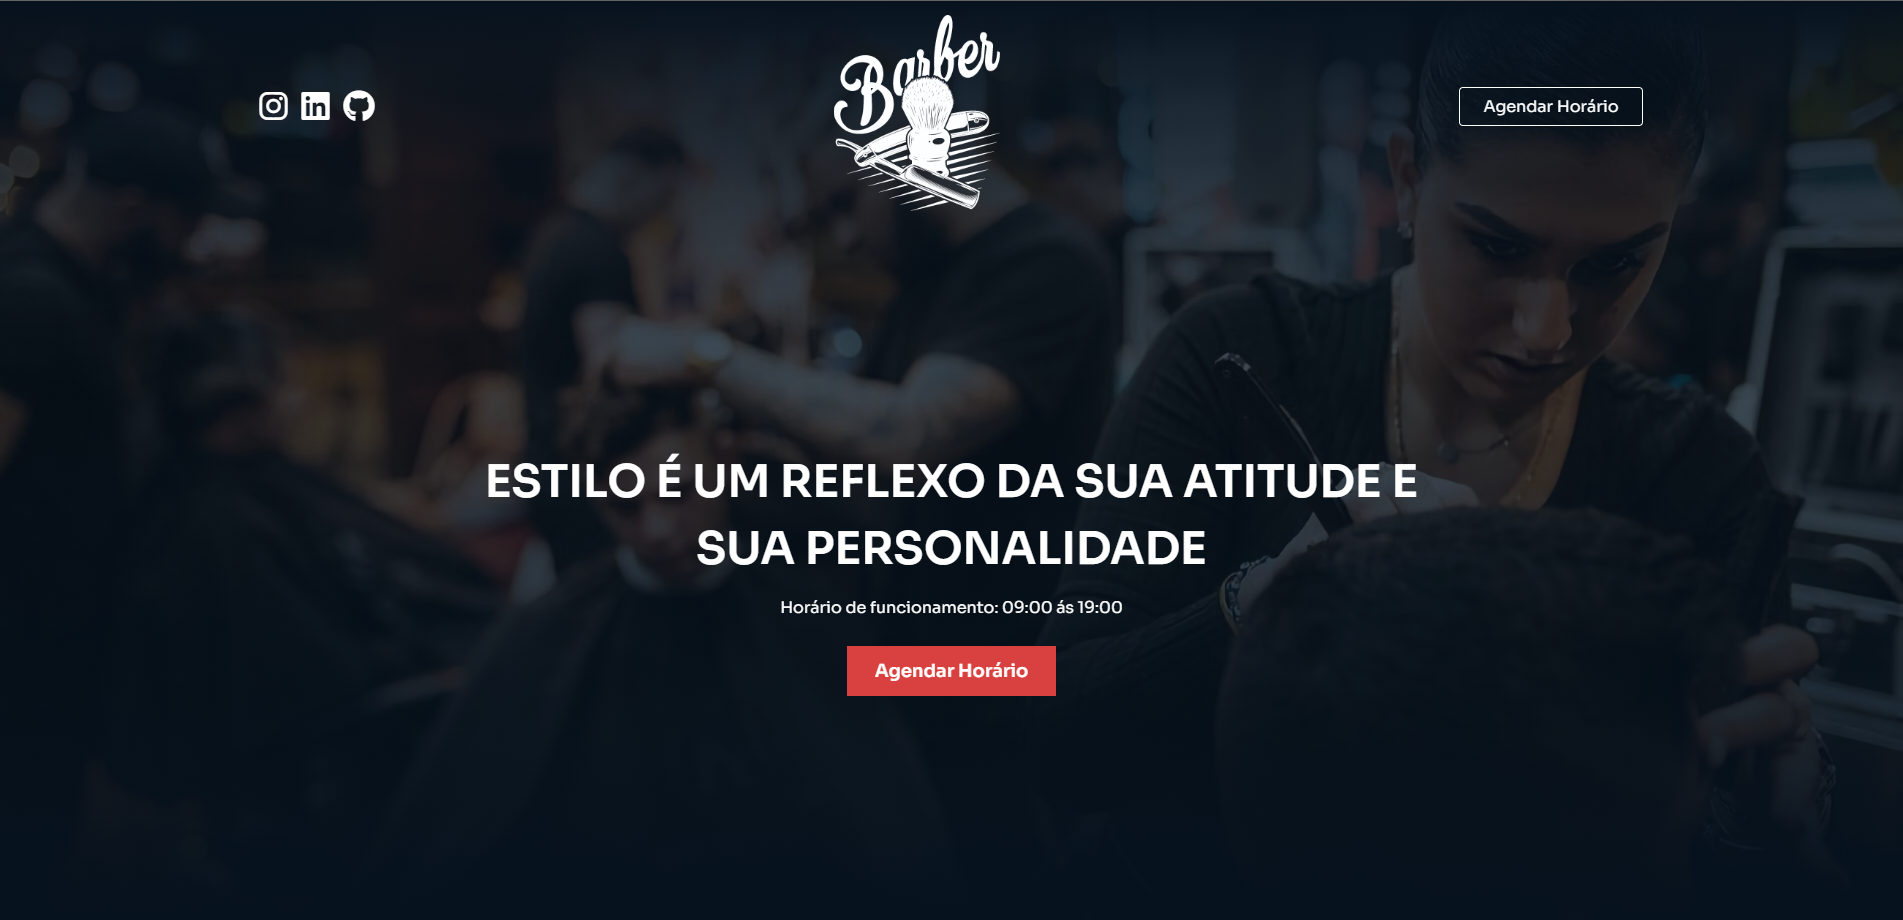 Barber
Agendar Horário
ESTILO É UM REFLEXO DA SUA ATITUDE E
SUA PERSONALIDADE
Horário de funcionamento: 09:00 ás 19:00
Agendar Horário